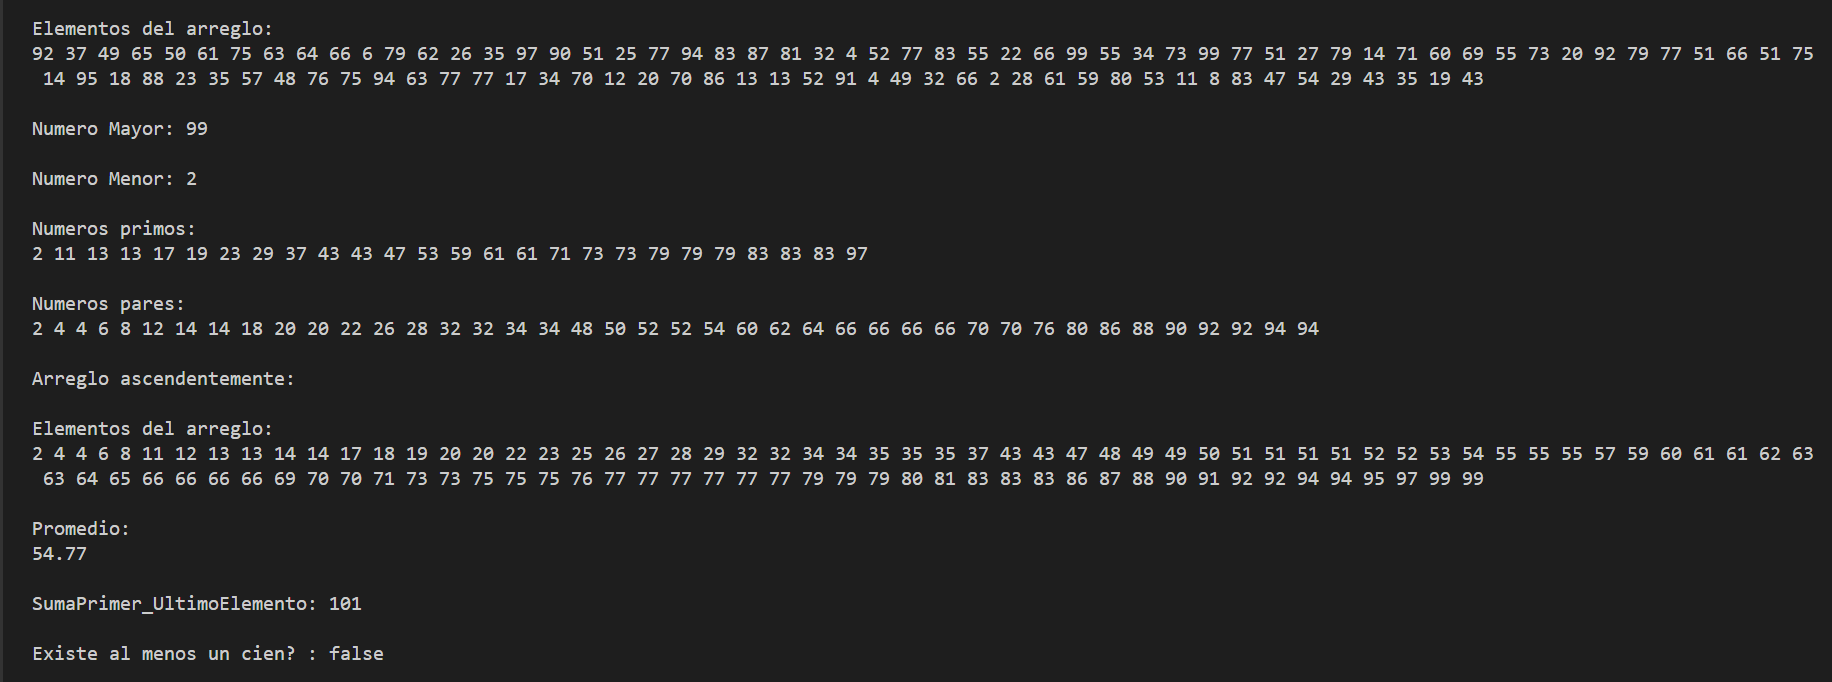 Elementos del arreglo:
92 37 49 65 50 61 75 63 64 66 6 79 62 26 35 97 90 51 25 77 94 83 87 81 32 4 52 77 83 55 22 66 99 55 34 73 99 77 51 27 79 14 71 60 69 55 73 20 92 79 77 51 66 51 75
14 95 18 88 23 35 57 48 76 75 94 63 77 77 17 34 70 12 20 70 86 13 13 52 91 4 49 32 66 2 28 61 59 80 53 11 8 83 47 54 29 43 35 19 43
Numero Mayor: 99
Numero Menor: 2
Numeros primos:
2 11 13 13 17 19 23 29 37 43 43 47 53 59 61 61 71 73 73 79 79 79 83 83 83 97
Numeros pares:
2 4 4 6 8 12 14 14 18 20 20 22 26 28 32 32 34 34 48 50 52 52 54 60 62 64 66 66 66 66 70 70 76 80 86 88 90 92 92 94 94
Arreglo ascendentemente:
Elementos del arreglo:
2 4 4 6 8 11 12 13 13 14 14 17 18 19 20 20 22 23 25 26 27 28 29 32 32 34 34 35 35 35 37 43 43 47 48 49 49 50 51 51 51 51 52 52 53 54 55 55 55 57 59 60 61 61 62 63
63 64 65 66 66 66 66 69 70 70 71 73 73 75 75 75 76 77 77 77 77 77 77 79 79 79 80 81 83 83 83 86 87 88 90 91 92 92 94 94 95 97 99 99
Promedio:
54.77
SumaPrimer_UltimoElemento: 101
Existe al menos un cien? : false